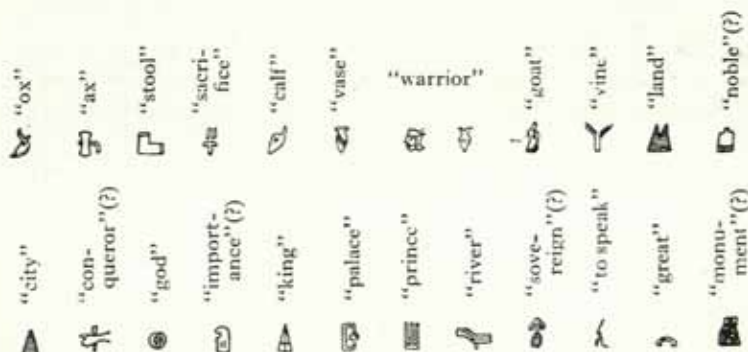 "ox"
"ax"
"stool"
"sacri-
fice"
"calf"
"vase"
"warrior"
"goat"
"vine"
"land"
"noble"(?)
"city"
"con-
queror"(?)
"god"
"import-
ance"(?)
"king"
"palace"
"prince"
"river"
"sove-
reign"(?)
"to speak"
"great"
"monu-
ment"(?)